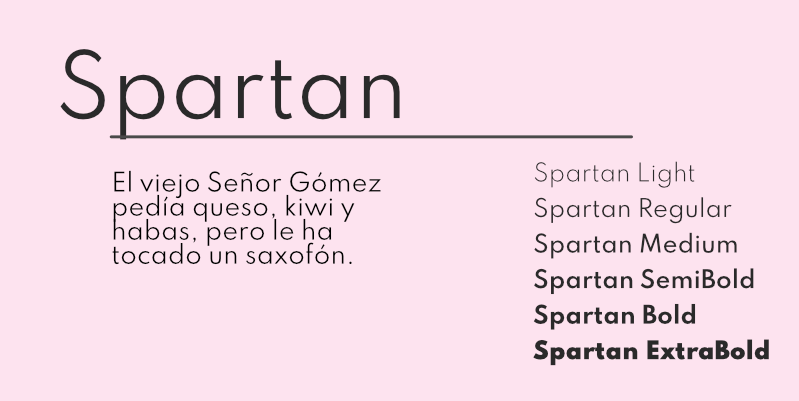 Spartan
El viejo Señor Gómez
pedía queso, kiwi y
habas, pero le ha
tocado un saxofón.
Spartan Light
Spartan Regular
Spartan Medium
Spartan SemiBold
Spartan Bold
Spartan ExtraBold